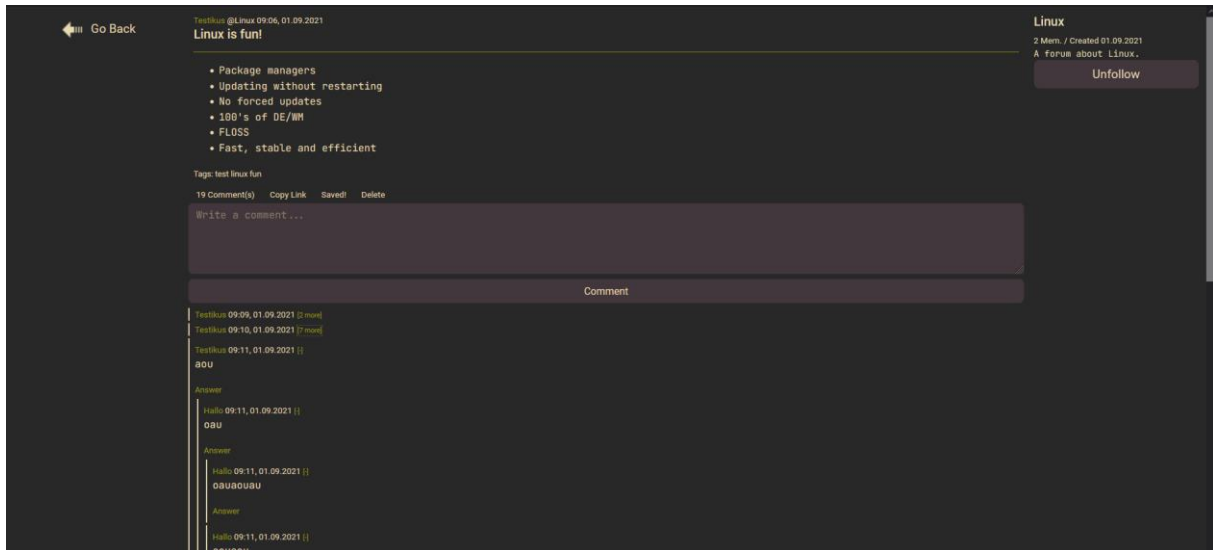 Go Back
Testikus @Linux 09:06, 01.09.2021
Linux is fun!
• Package managers
• Updating without restarting
• No forced updates
• 100's of DE/WM
• FLOSS
• Fast, stable and efficient
Tags: test linux fun
19 Comment(s) Copy Link Saved! Delete
Write a comment...
Comment
Testikus 09:09, 01.09.2021 [2 more]
Testikus 09:10, 01.09.2021 [7 more]
Testikus 09:11, 01.09.2021 [-]
aou
Answer
Hallo 09:11, 01.09.2021 [-]
oau
Answer
Hallo 09:11, 01.09.2021 [-]
oauaouau
Answer
Hallo 09:11, 01.09.2021 [-]
Linux
2 Mem. / Created 01.09.2021
A forum about Linux.
Unfollow